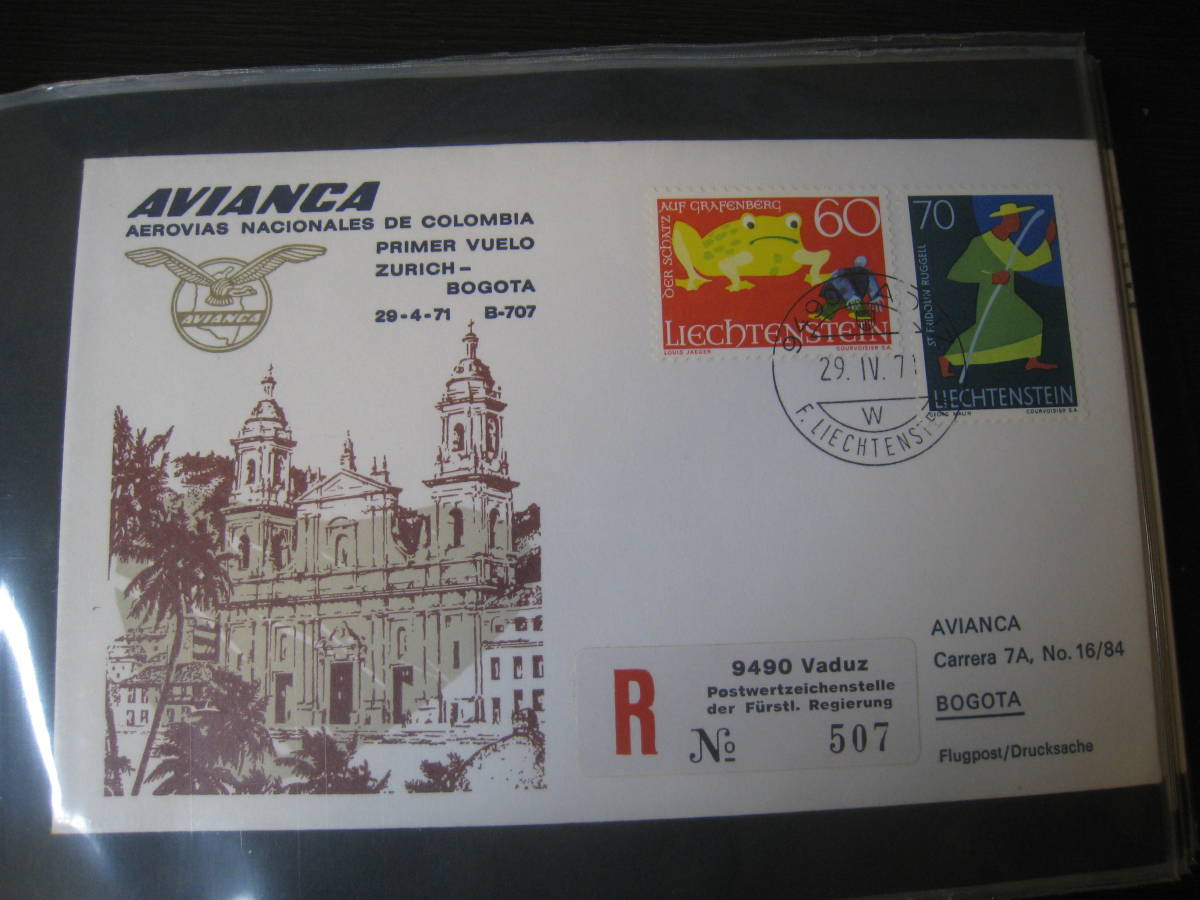 AVIANCA
AEROVIAS NACIONALES DE COLOMBIA
PRIMER VUELO
ZURICH –
BOGOTA
29-4-71 B-707
AVIANCA
DER SCHATZ AUF GRAFENBERG
60
LIECHTENSTEIN
LOUIS JAEGER COURVOISIER S.A.
70
ST FRIDOLIN RUGGELL
LIECHTENSTEIN
GEORG MALIN COURVOISIER S.A.
29. IV. 71
W
F. LIECHTENSTEIN
R
9490 Vaduz
Postwertzeichenstelle
der Fürstl. Regierung
№ 507
AVIANCA
Carrera 7A, No. 16/84
BOGOTA
Flugpost/Drucksache